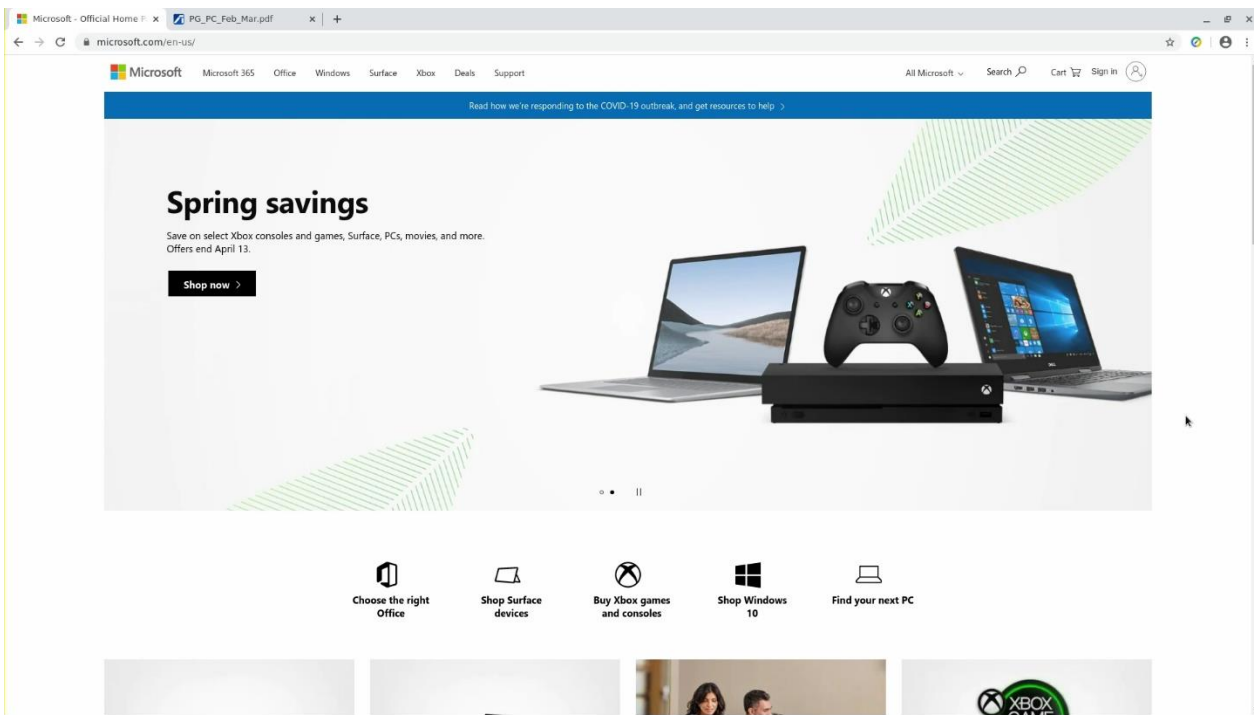 Microsoft - Official Home P
PG_PC_Feb_Mar.pdf
microsoft.com/en-us/
Microsoft Microsoft 365 Office Windows Surface Xbox Deals Support All Microsoft Search Cart Sign in
Read how we're responding to the COVID-19 outbreak, and get resources to help
Spring savings
Save on select Xbox consoles and games, Surface, PCs, movies, and more.
Offers end April 13.
Shop now
Choose the right
Office
Shop Surface
devices
Buy Xbox games
and consoles
Shop Windows
10
Find your next PC
XBOX
GAME